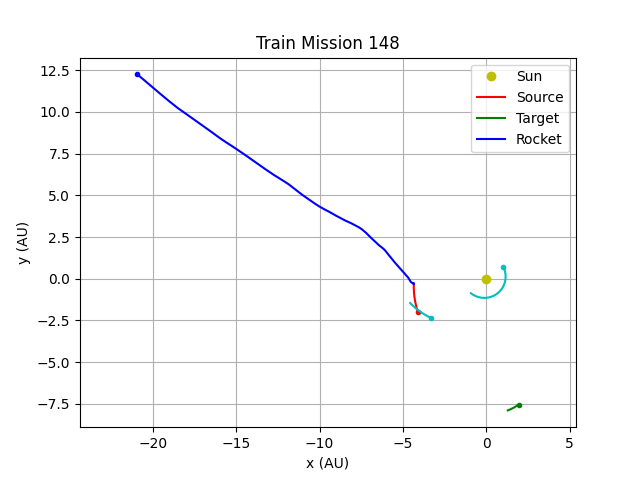 Train Mission 148
Sun
Source
Target
Rocket
y (AU)
12.5
10.0
7.5
5.0
2.5
0.0
−2.5
−5.0
−7.5
−20
−15
−10
−5
0
5
x (AU)